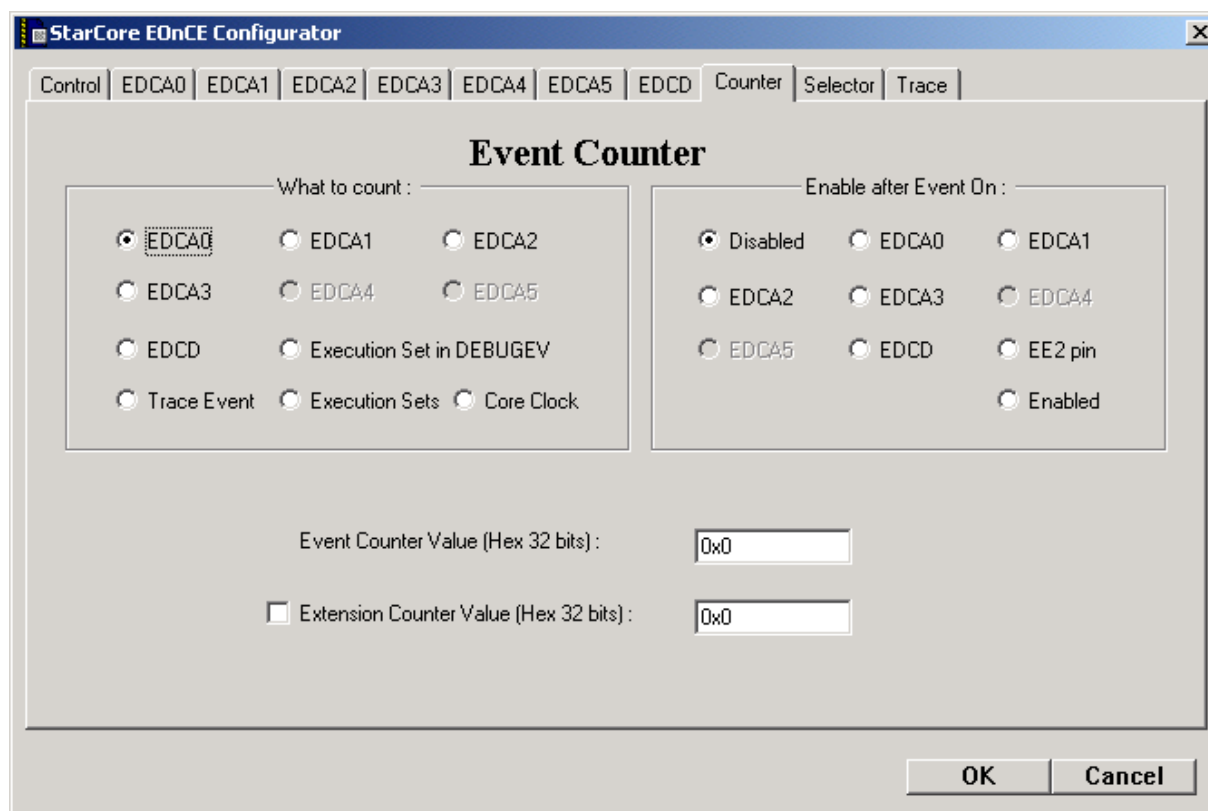 StarCore EOnCE Configurator
Control EDCA0 EDCA1 EDCA2 EDCA3 EDCA4 EDCA5 EDCD Counter Selector Trace
Event Counter
What to count : Enable after Event On :
EDCA0 EDCA1 EDCA2 Disabled EDCA0 EDCA1
EDCA3 EDCA4 EDCA5 EDCA2 EDCA3 EDCA4
EDCD Execution Set in DEBUGEV EDCA5 EDCD EE2 pin
Trace Event Execution Sets Core Clock Enabled
Event Counter Value (Hex 32 bits) : 0x0
Extension Counter Value (Hex 32 bits) : 0x0
OK Cancel